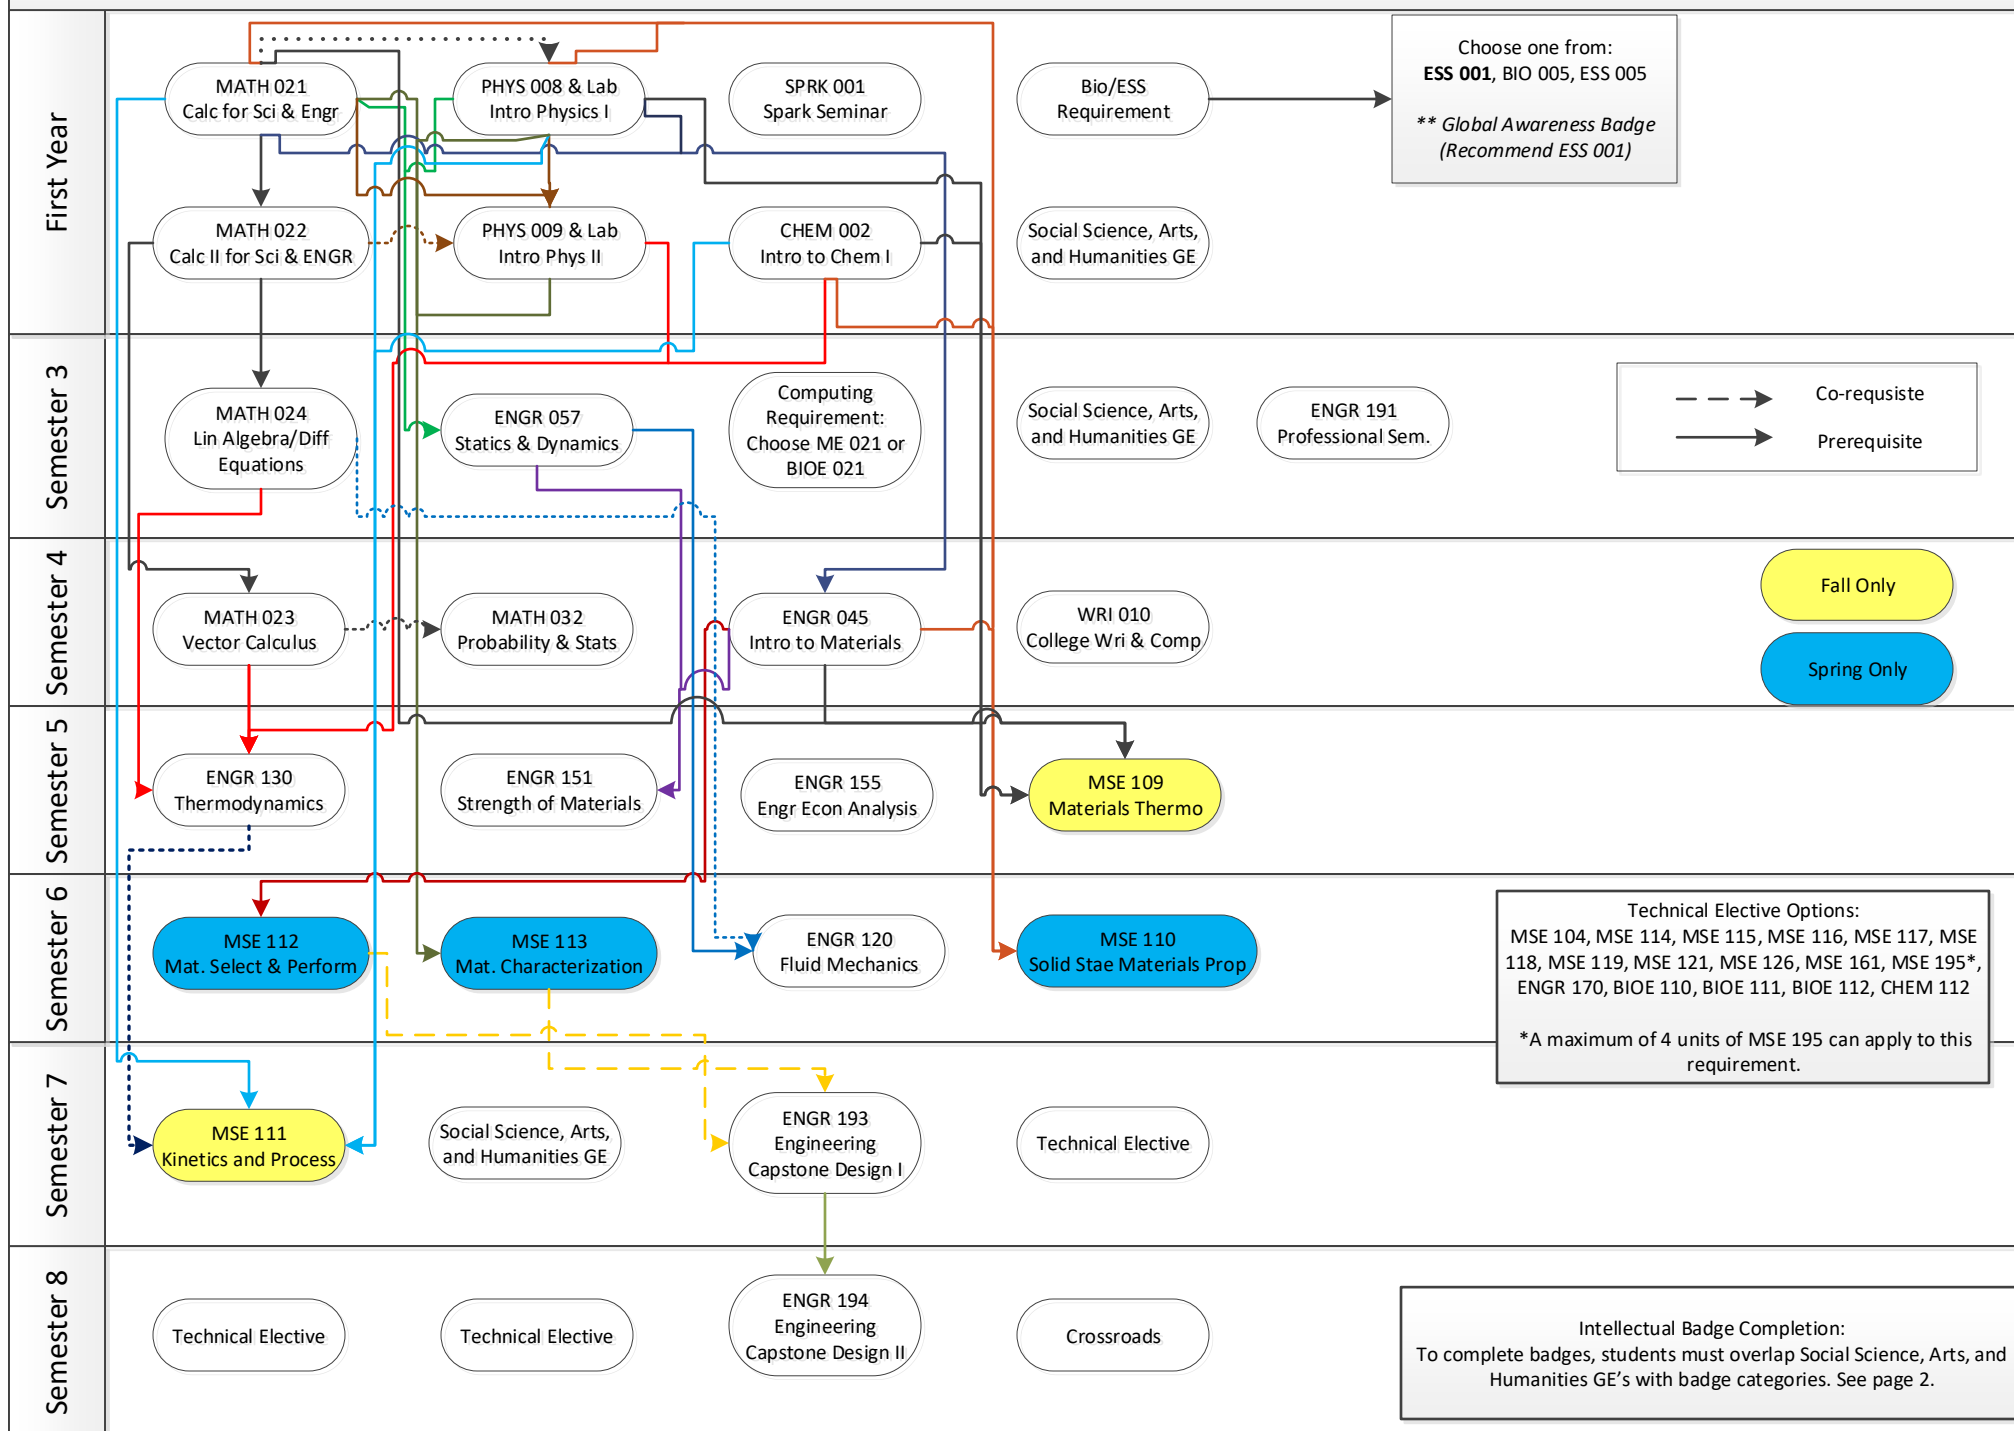 First Year
MATH 021
Calc for Sci & Engr
PHYS 008 & Lab
Intro Physics I
SPRK 001
Spark Seminar
Bio/ESS
Requirement
Choose one from:
ESS 001, BIO 005, ESS 005
** Global Awareness Badge
(Recommend ESS 001)
MATH 022
Calc II for Sci & ENGR
PHYS 009 & Lab
Intro Phys II
CHEM 002
Intro to Chem I
Social Science, Arts,
and Humanities GE
Semester 3
MATH 024
Lin Algebra/Diff
Equations
ENGR 057
Statics & Dynamics
Computing
Requirement:
Choose ME 021 or
BIOE 021
Social Science, Arts,
and Humanities GE
ENGR 191
Professional Sem.
Co-requsiste
Prerequisite
Semester 4
MATH 023
Vector Calculus
MATH 032
Probability & Stats
ENGR 045
Intro to Materials
WRI 010
College Wri & Comp
Fall Only
Spring Only
Semester 5
ENGR 130
Thermodynamics
ENGR 151
Strength of Materials
ENGR 155
Engr Econ Analysis
MSE 109
Materials Thermo
Semester 6
MSE 112
Mat. Select & Perform
MSE 113
Mat. Characterization
ENGR 120
Fluid Mechanics
MSE 110
Solid Stae Materials Prop
Technical Elective Options:
MSE 104, MSE 114, MSE 115, MSE 116, MSE 117, MSE
118, MSE 119, MSE 121, MSE 126, MSE 161, MSE 195*,
ENGR 170, BIOE 110, BIOE 111, BIOE 112, CHEM 112
*A maximum of 4 units of MSE 195 can apply to this
requirement.
Semester 7
MSE 111
Kinetics and Process
Social Science, Arts,
and Humanities GE
ENGR 193
Engineering
Capstone Design I
Technical Elective
Semester 8
Technical Elective
Technical Elective
ENGR 194
Engineering
Capstone Design II
Crossroads
Intellectual Badge Completion:
To complete badges, students must overlap Social Science, Arts, and
Humanities GE's with badge categories. See page 2.